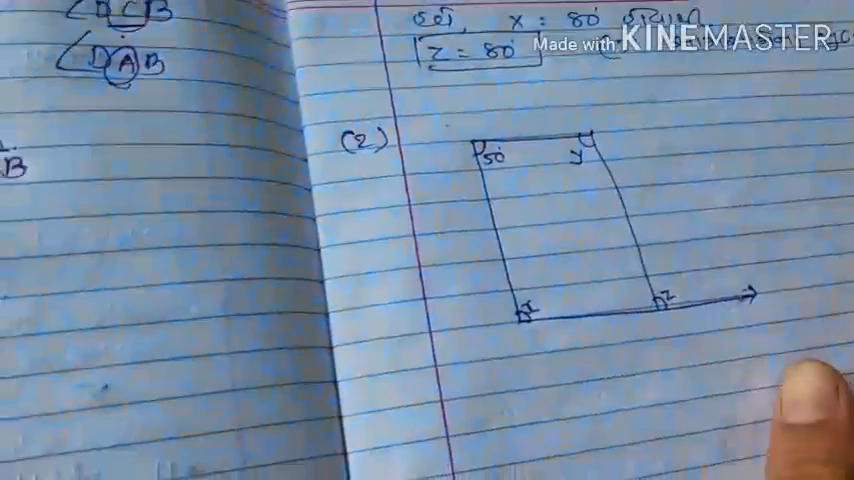 ∠DCB
∠DAB
B
x = 80°
z = 80°
Made with KINEMASTER
(2)
50° y
x z